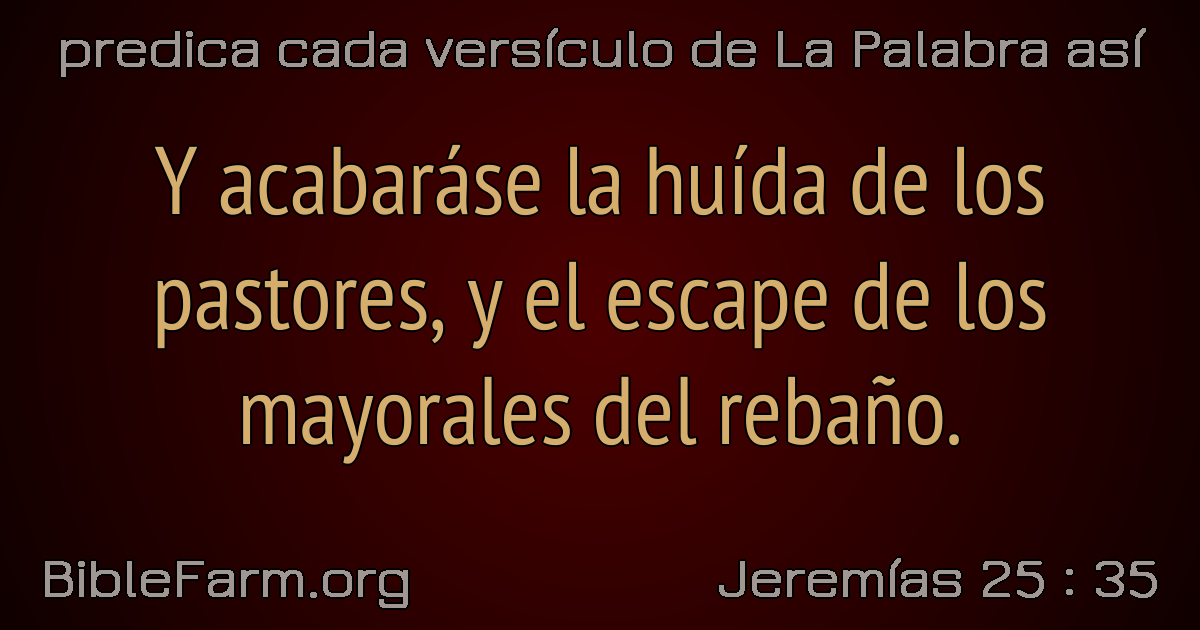 predica cada versículo de La Palabra así
Y acabaráse la huída de los
pastores, y el escape de los
mayorales del rebaño.
BibleFarm.org
Jeremías 25 : 35